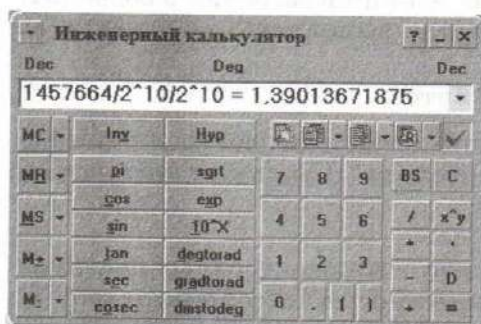 Инженерный калькулятор ? _ ×
Dec Deg Dec
1457664/2^10/2^10 = 1,39013671875
MC Inv Hyp
MR pi sqrt 7 8 9 BS C
MS cos exp 4 5 6 / x^y
sin 10^X
M+ tan degtorad 1 2 3 - D
sec gradtorad
M- cosec dmstodeg 0 . ( ) + =